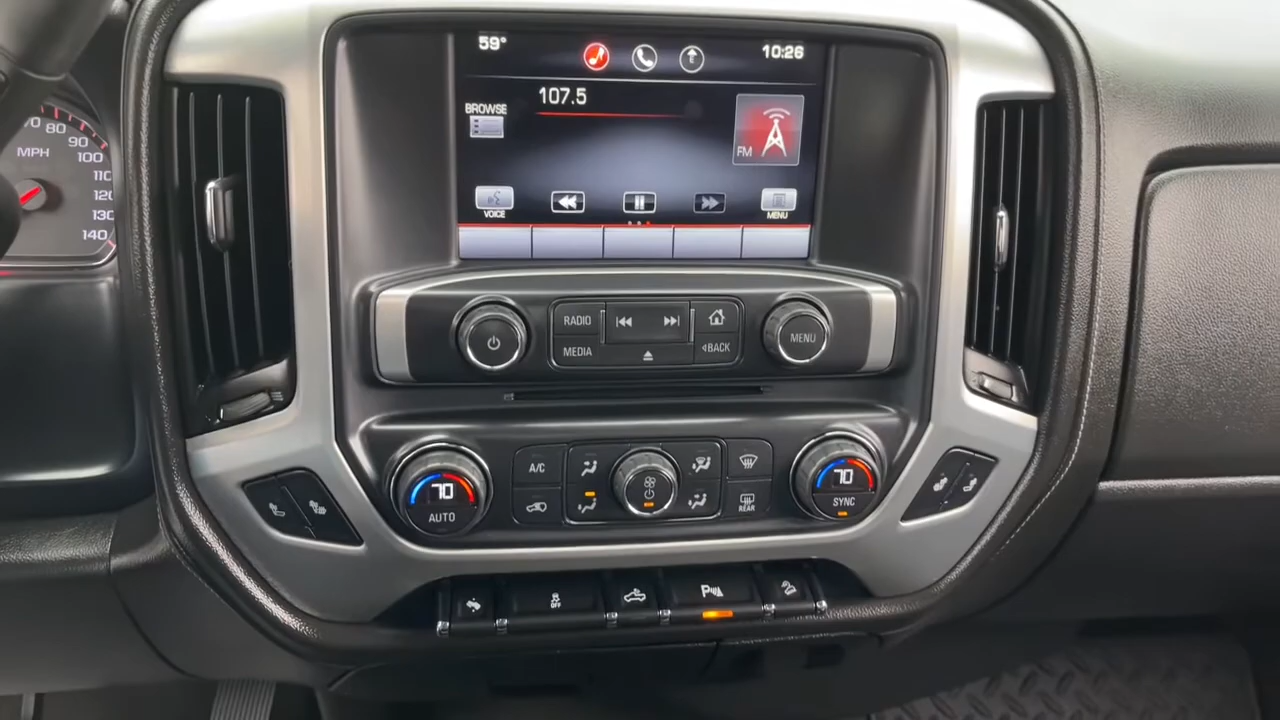 59°
10:26
107.5
BROWSE
FM
VOICE
MENU
80
90
MPH
100
110
120
130
140
RADIO
MEDIA
BACK
MENU
A/C
70
AUTO
REAR
70
SYNC
OFF
P